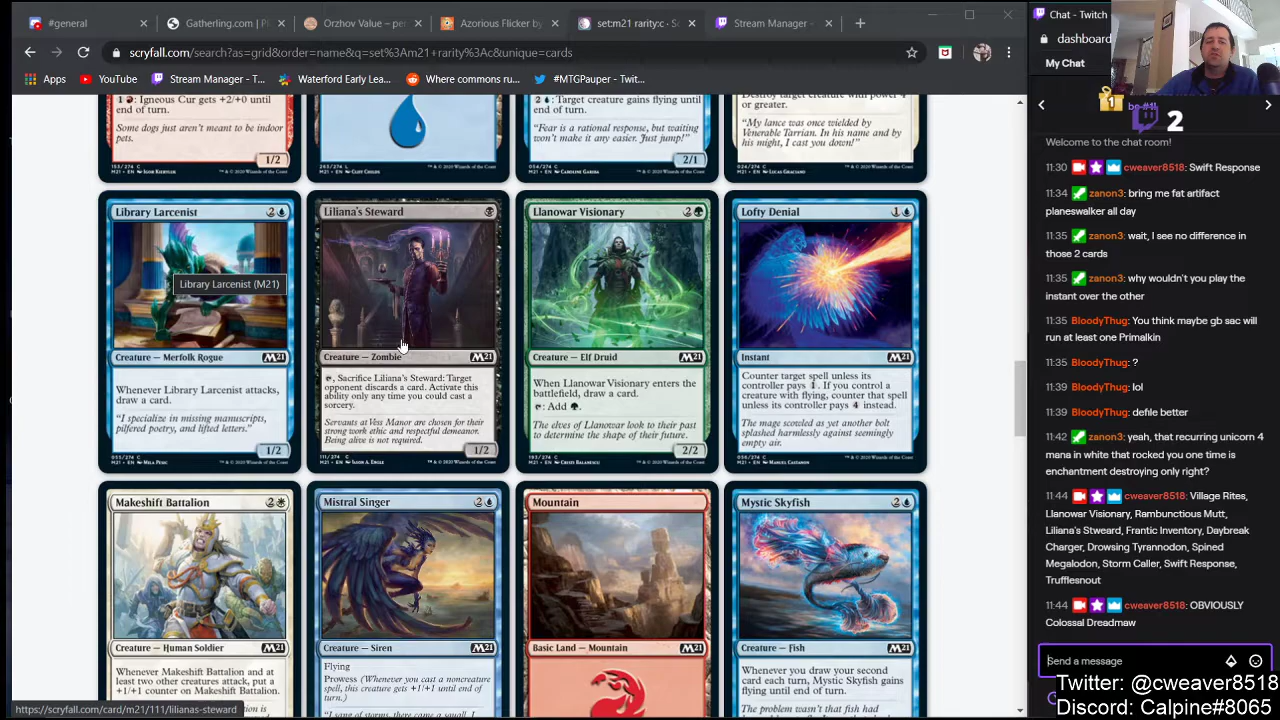 #general
Gatherling.com | P
Orzhov Value – pe
Azorious Flicker by
set:m21 rarity:c · S
Stream Manager -
scryfall.com/search?as=grid&order=name&q=set%3Am21+rarity%3Ac&unique=cards
Apps
YouTube
Stream Manager - T...
Waterford Early Lea...
Where commons ru...
#MTGPauper - Twit...
1 : Igneous Cur gets +2/+0 until
end of turn.
Some dogs just aren't meant to be indoor
pets.
1/2
2 : Target creature gains flying until
end of turn.
"Fear is a rational response, but waiting
won't make it any easier. Just jump!"
2/1
Destroy target creature with power 4
or greater.
"My lance was once wielded by
Venerable Tarrian. In his name and by
his might, I cast you down!"
Library Larcenist 2
Library Larcenist (M21)
Creature — Merfolk Rogue M21
Whenever Library Larcenist attacks,
draw a card.
"I specialize in missing manuscripts,
pilfered poetry, and lifted letters."
1/2
Liliana's Steward
Creature — Zombie M21
, Sacrifice Liliana's Steward: Target
opponent discards a card. Activate this
ability only any time you could cast a
sorcery.
Servants at Vess Manor are chosen for their
strong work ethic and respectful demeanor.
Being alive is not required.
1/2
Llanowar Visionary 2
Creature — Elf Druid M21
When Llanowar Visionary enters the
battlefield, draw a card.
: Add .
The elves of Llanowar look to their past
to determine the shape of their future.
2/2
Lofty Denial 1
Instant M21
Counter target spell unless its
controller pays 1. If you control a
creature with flying, counter that spell
unless its controller pays 4 instead.
The mage scowled as yet another bolt
splashed harmlessly against seemingly
empty air.
Makeshift Battalion 2
Creature — Human Soldier M21
Whenever Makeshift Battalion and at
least two other creatures attack, put a
+1/+1 counter on Makeshift Battalion.
Mistral Singer 2
Creature — Siren M21
Flying
Prowess (Whenever you cast a noncreature
spell, this creature gets +1/+1 until end of
turn.)
Mountain
Basic Land — Mountain M21
Mystic Skyfish 2
Creature — Fish M21
Whenever you draw your second
card each turn, Mystic Skyfish gains
flying until end of turn.
The problem wasn't that fish had
https://scryfall.com/card/m21/111/lilianas-steward
Chat - Twitch
dashboard
My Chat
1
2
Welcome to the chat room!
11:30 cweaver8518: Swift Response
11:34 zanon3: bring me fat artifact
planeswalker all day
11:35 zanon3: wait, I see no difference in
those 2 cards
11:35 zanon3: why wouldn't you play the
instant over the other
11:35 BloodyThug: You think maybe gb sac will
run at least one Primalkin
11:35 BloodyThug: ?
11:39 BloodyThug: lol
11:39 BloodyThug: defile better
11:42 zanon3: yeah, that recurring unicorn 4
mana in white that rocked you one time is
enchantment destroying only right?
11:44 cweaver8518: Village Rites,
Llanowar Visionary, Rambunctious Mutt,
Liliana's Stweard, Frantic Inventory, Daybreak
Charger, Drowsing Tyrannodon, Spined
Megalodon, Storm Caller, Swift Response,
Trufflesnout
11:44 cweaver8518: OBVIOUSLY
Colossal Dreadmaw
Send a message
Twitter: @cweaver8518
Discord: Calpine#8065